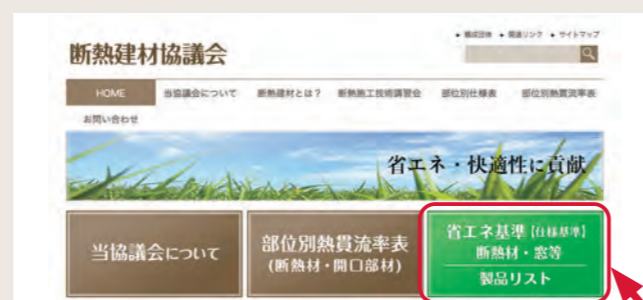 構成団体 関連リンク サイトマップ
断熱建材協議会
HOME 当協議会について 断熱建材とは？ 断熱施工技術講習会 部位別仕様表 部位別熱貫流率表
お問い合わせ
省エネ・快適性に貢献
当協議会について
部位別熱貫流率表
(断熱材・開口部材)
省エネ基準【仕様基準】
断熱材・窓等
製品リスト